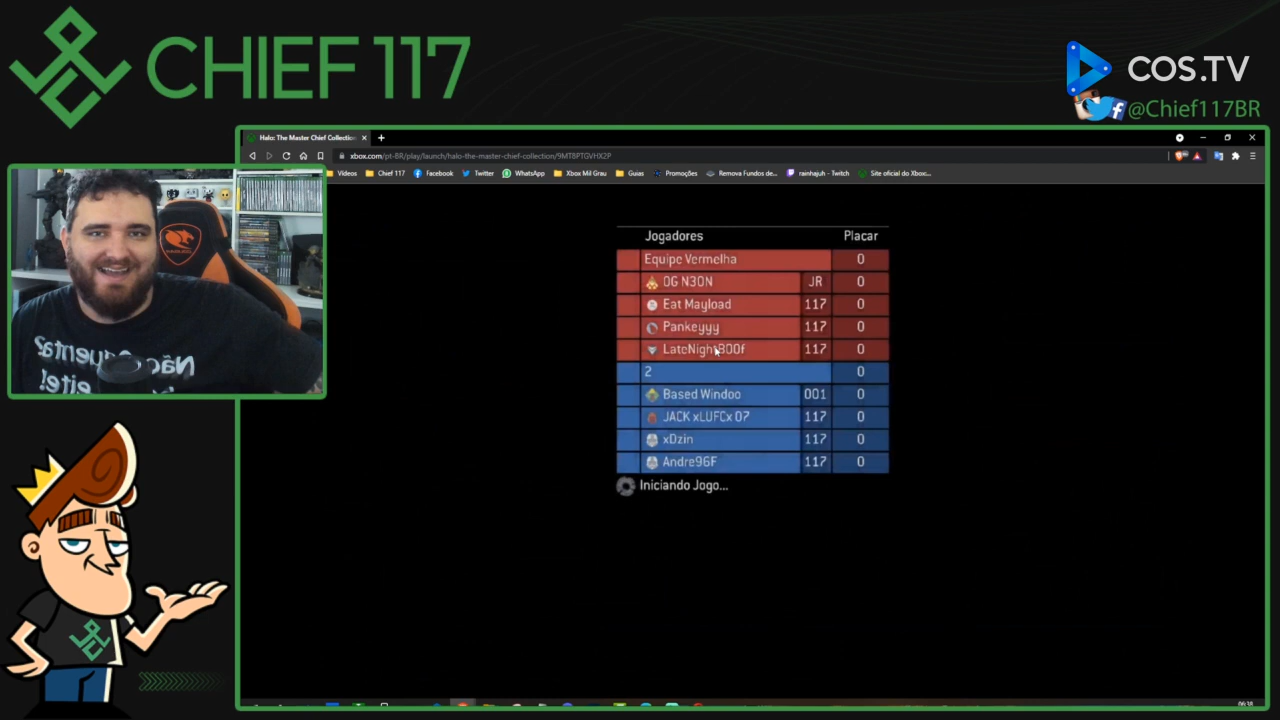 CHIEF 117
COS.TV
@Chief117BR
Halo: The Master Chief Collection
xbox.com/pt-BR/play/launch/halo-the-master-chief-collection/9MT8PTGVHX2P
Vídeos Chief 117 Facebook Twitter WhatsApp Xbox Mil Grau Guias Promoções Remova Fundos de... rainhajuh - Twitch Site oficial do Xbox:...
Jogadores Placar
Equipe Vermelha 0
OG N3ON JR 0
Eat Mayload 117 0
Pankeyyy 117 0
LateNight800f 117 0
2 0
Based Windoo 001 0
JACK xLUFCx 07 117 0
xDzin 117 0
Andre96F 117 0
Iniciando Jogo...
06:38